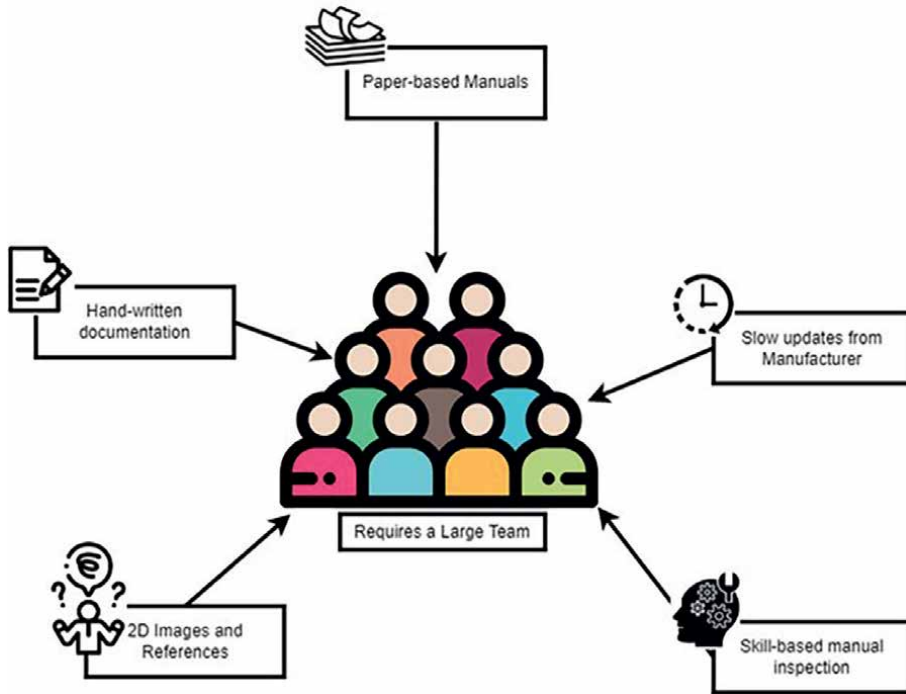 Paper-based Manuals
Hand-written
documentation
Slow updates from
Manufacturer
Requires a Large Team
2D Images and
References
Skill-based manual
inspection